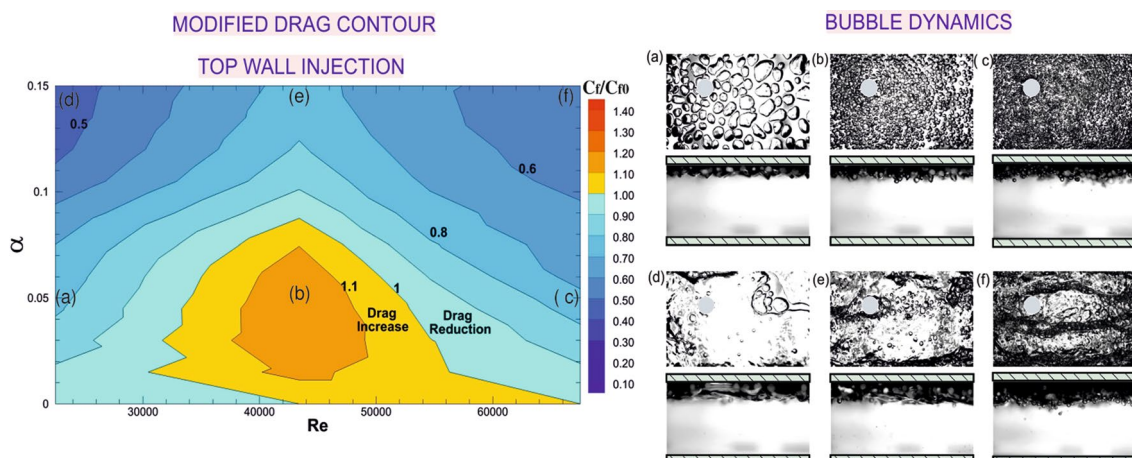 MODIFIED DRAG CONTOUR
TOP WALL INJECTION
0.15
0.1
0.05
0
α
30000
40000
50000
60000
Re
(d)
(e)
(f)
0.5
0.6
0.8
(a)
(b)
(c)
1.1
1
Drag
Increase
Drag
Reduction
Cf/Cf0
1.40
1.30
1.20
1.10
1.00
0.90
0.80
0.70
0.60
0.50
0.40
0.30
0.20
0.10
BUBBLE DYNAMICS
(a)
(b)
(c)
(d)
(e)
(f)